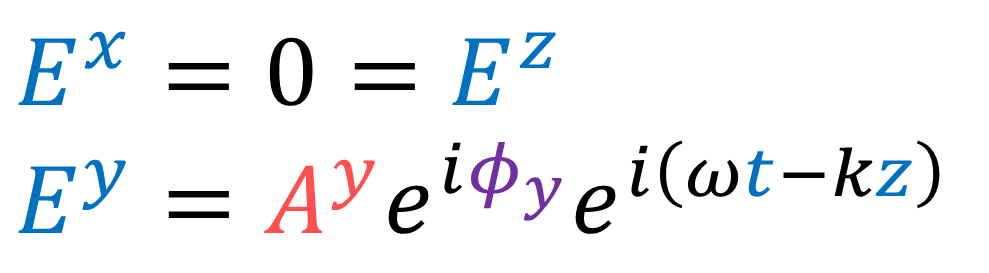 E^x = 0 = E^z
E^y = A^y e^{iϕ_y} e^{i(ωt−kz)}